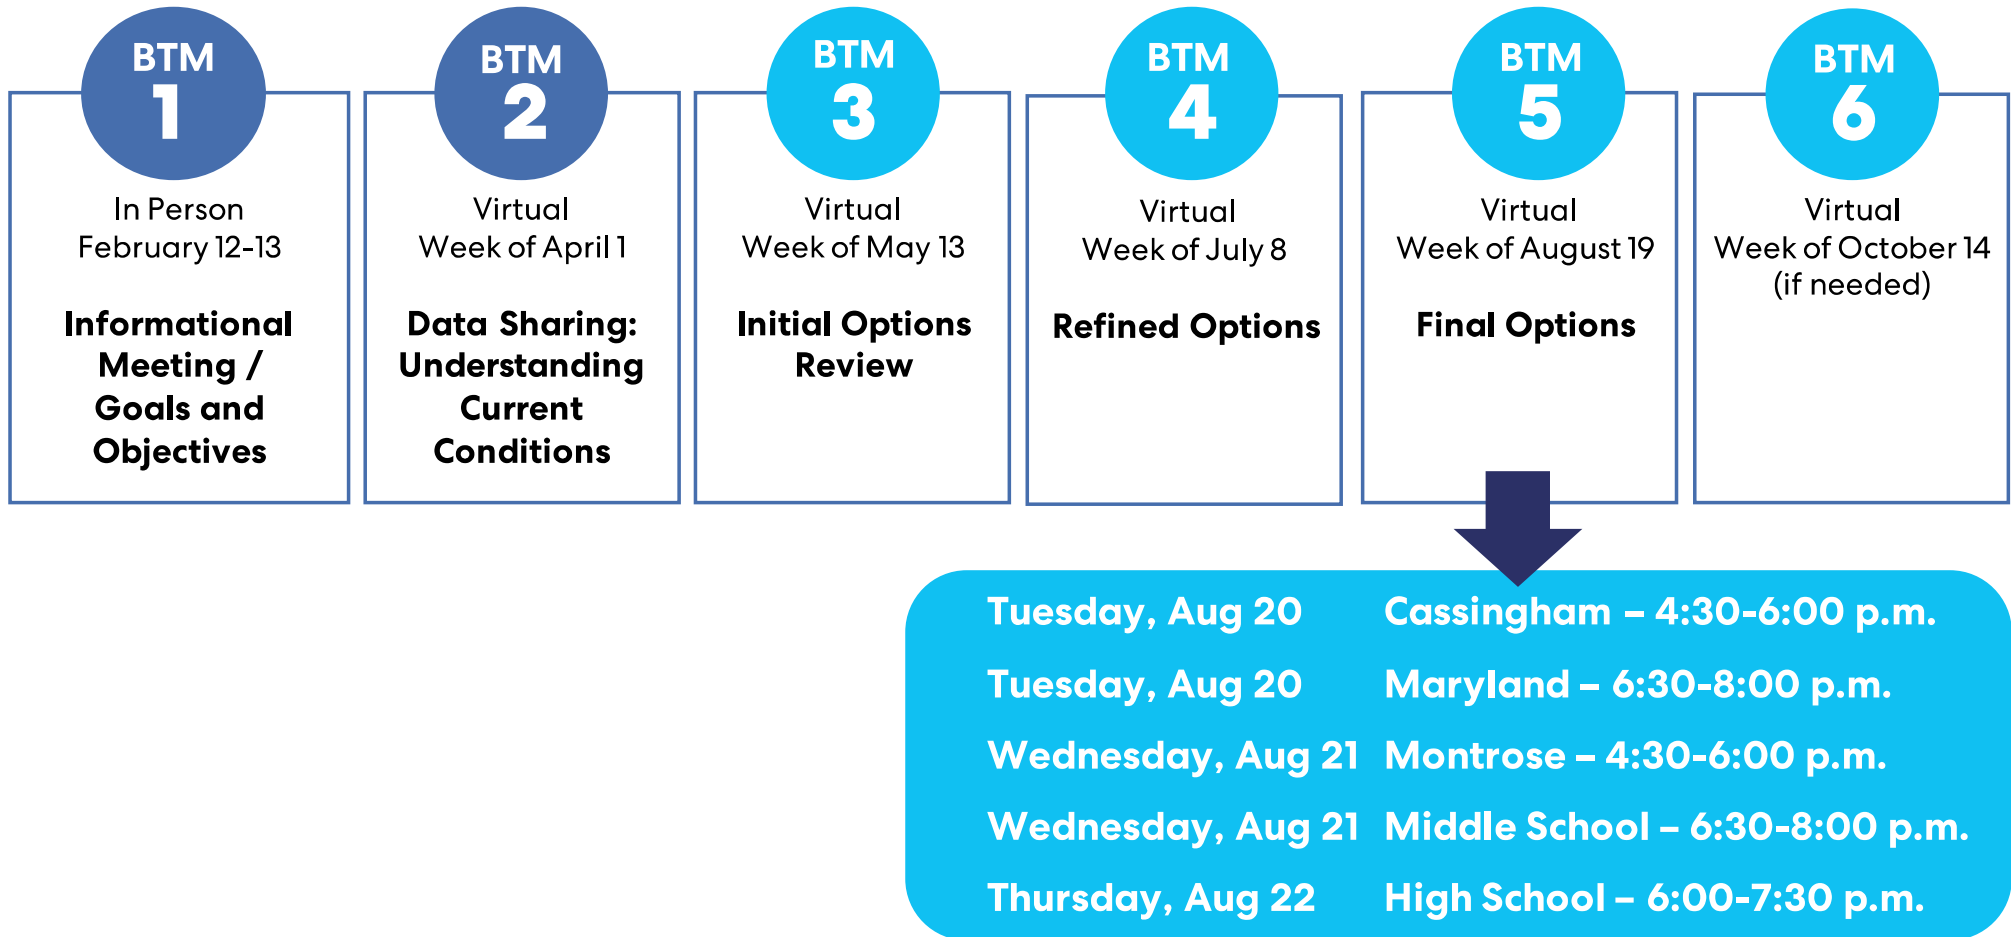 BTM
1
In Person
February 12-13
Informational
Meeting /
Goals and
Objectives
BTM
2
Virtual
Week of April 1
Data Sharing:
Understanding
Current
Conditions
BTM
3
Virtual
Week of May 13
Initial Options
Review
BTM
4
Virtual
Week of July 8
Refined Options
BTM
5
Virtual
Week of August 19
Final Options
BTM
6
Virtual
Week of October 14
(if needed)
Tuesday, Aug 20 Cassingham – 4:30-6:00 p.m.
Tuesday, Aug 20 Maryland – 6:30-8:00 p.m.
Wednesday, Aug 21 Montrose – 4:30-6:00 p.m.
Wednesday, Aug 21 Middle School – 6:30-8:00 p.m.
Thursday, Aug 22 High School – 6:00-7:30 p.m.